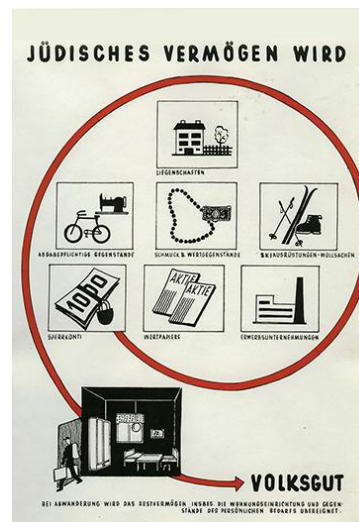 JÜDISCHES VERMÖGEN WIRD
LIEGENSCHAFTEN
ABGABEPFLICHTIGE GEGENSTÄNDE
SCHMUCK & WERTGEGENSTÄNDE
SKIAUSRÜSTUNGEN-WOLLSACHEN
1000
AKTIE
AKTIE
SPERRKONTI
WERTPAPIERE
ERWERBSUNTERNEHMUNGEN
VOLKSGUT
BEI ABWANDERUNG WIRD DAS RESTVERMÖGEN, INSBES. DIE WOHNUNGSEINRICHTUNG UND GEGEN-
STÄNDE DES PERSÖNLICHEN BEDARFS ÜBEREIGNET.